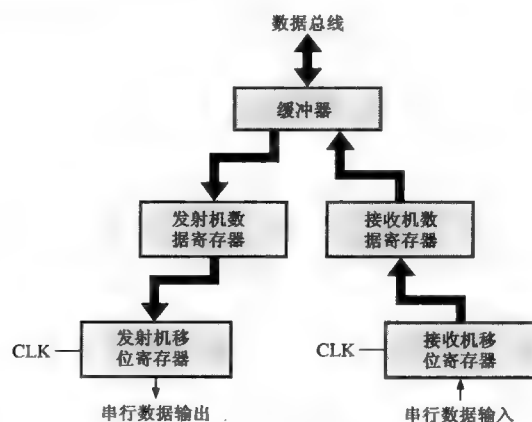 数据总线
缓冲器
发射机数
据寄存器
接收机数
据寄存器
CLK
发射机移
位寄存器
CLK
接收机移
位寄存器
串行数据输出
串行数据输入